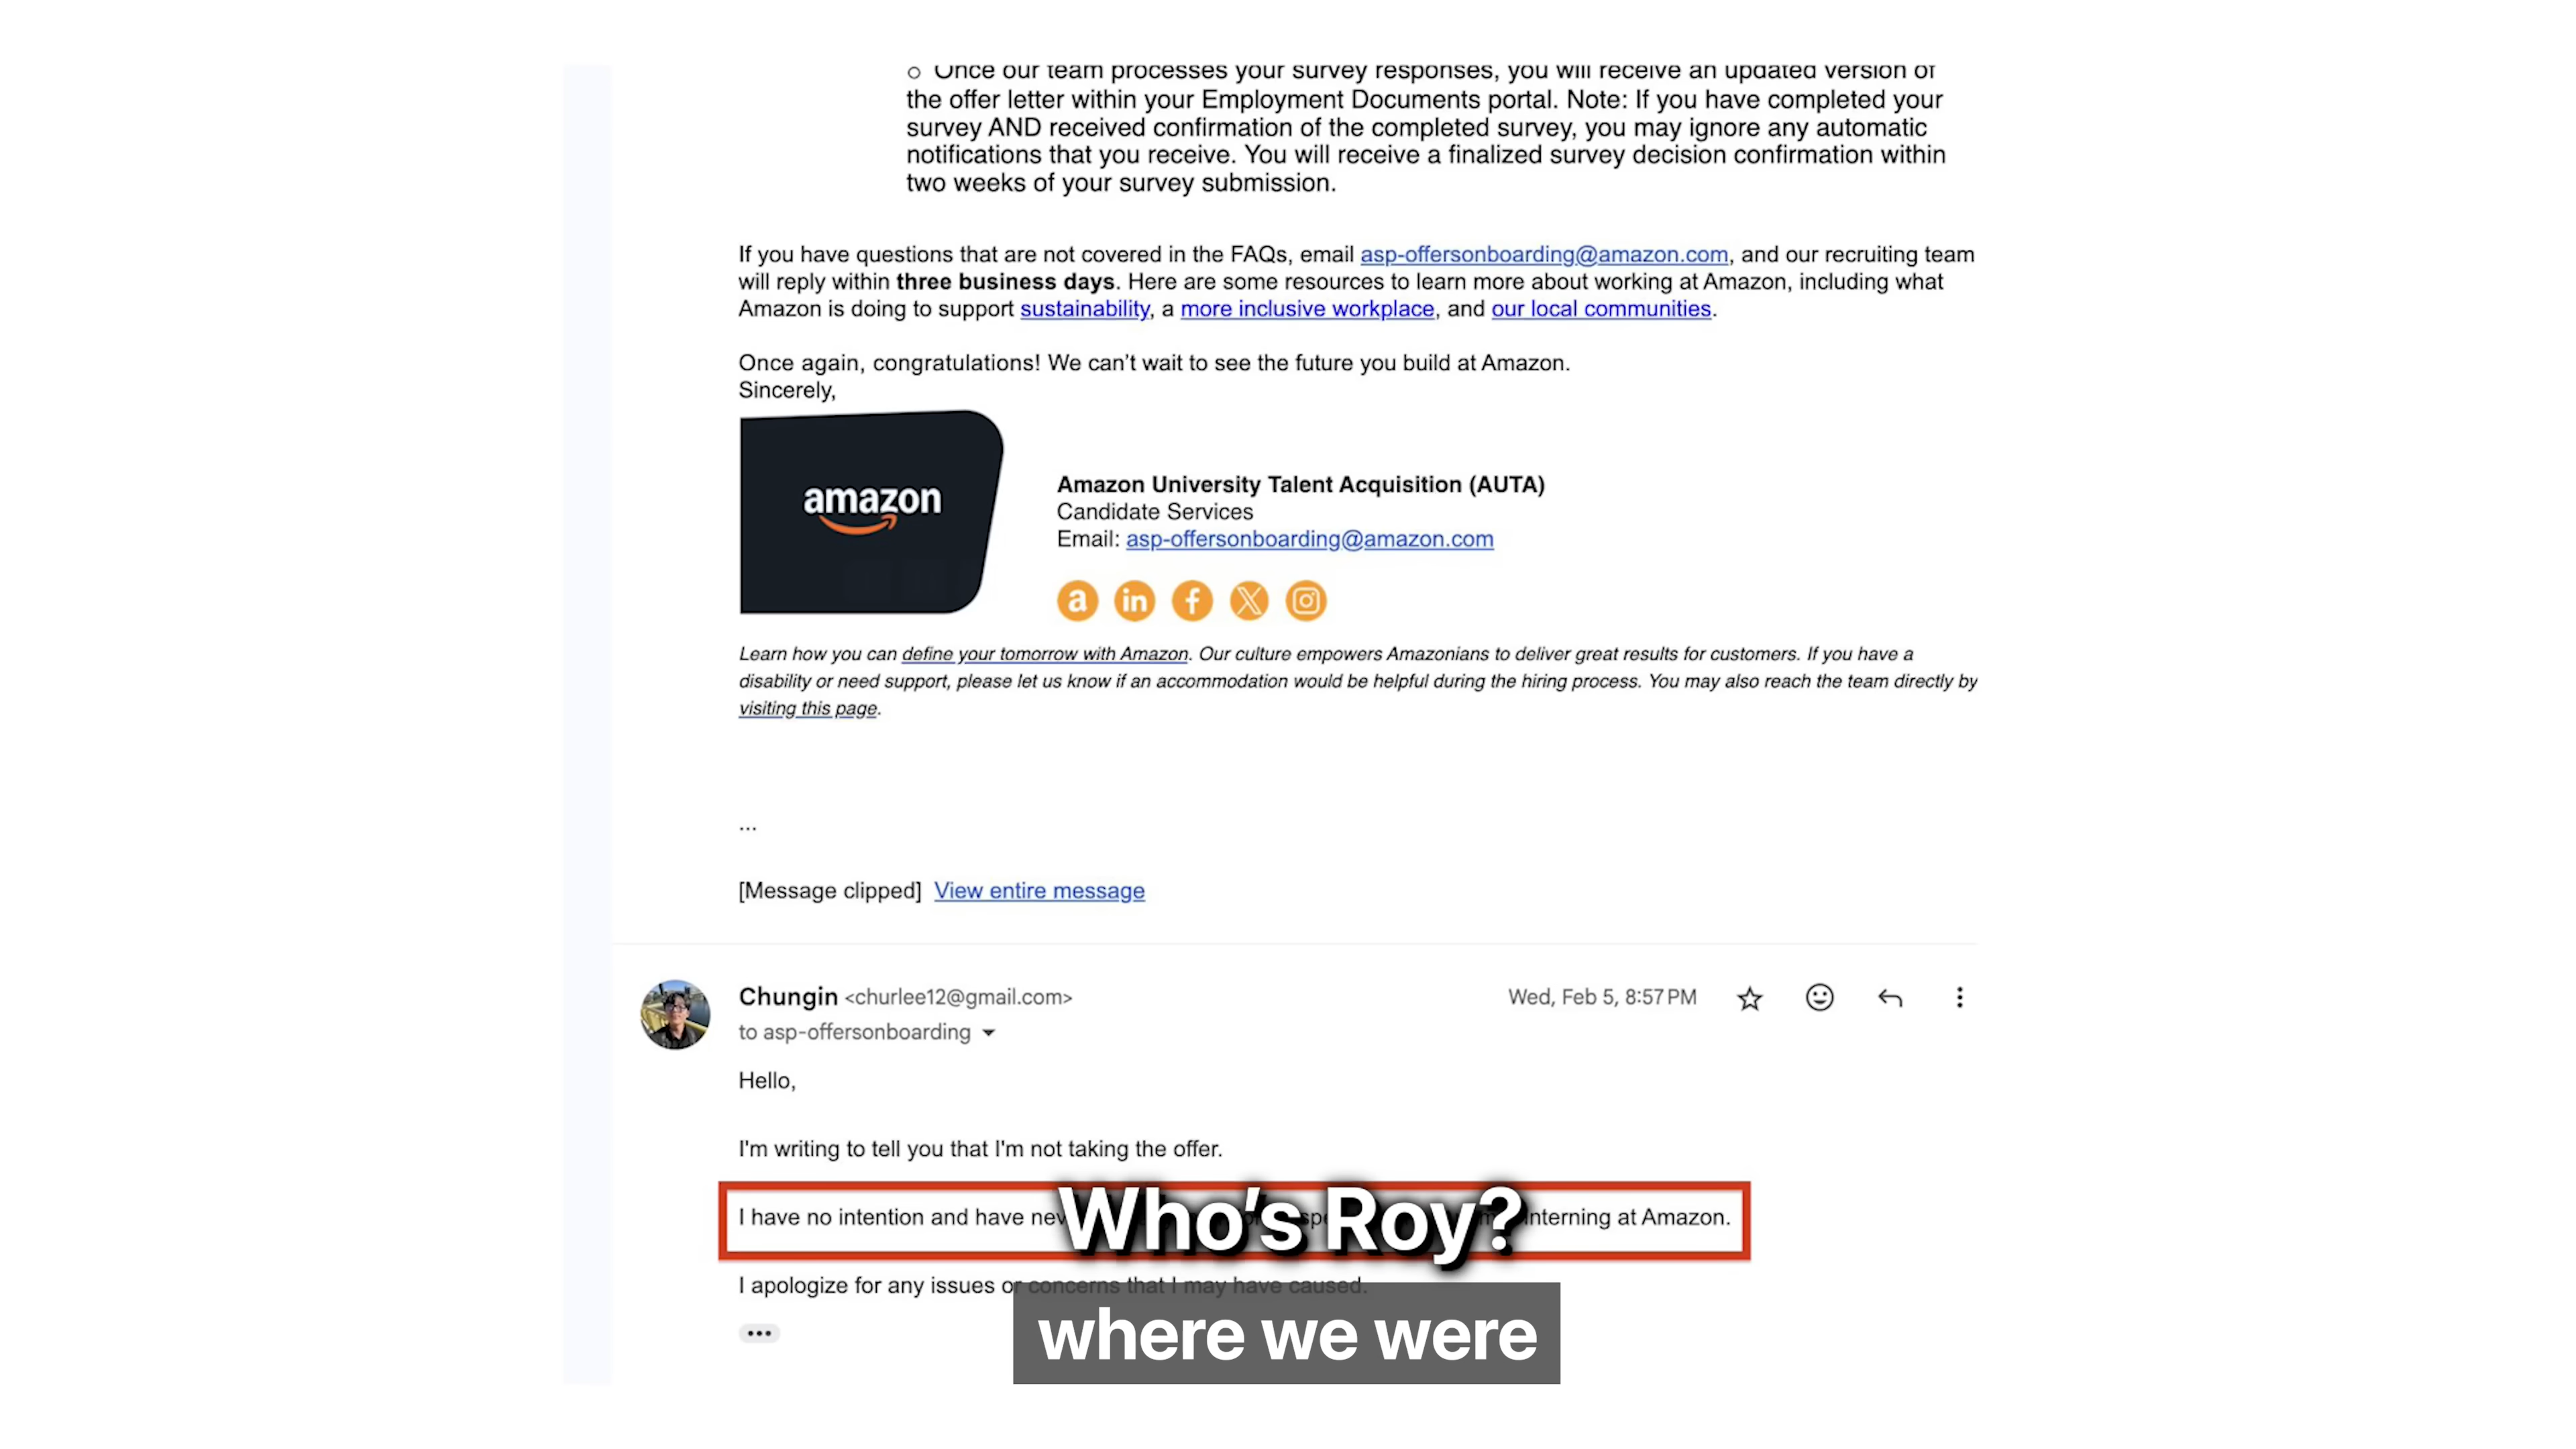 ○ Once our team processes your survey responses, you will receive an updated version of
the offer letter within your Employment Documents portal. Note: If you have completed your
survey AND received confirmation of the completed survey, you may ignore any automatic
notifications that you receive. You will receive a finalized survey decision confirmation within
two weeks of your survey submission.
If you have questions that are not covered in the FAQs, email asp-offersonboarding@amazon.com, and our recruiting team
will reply within three business days. Here are some resources to learn more about working at Amazon, including what
Amazon is doing to support sustainability, a more inclusive workplace, and our local communities.
Once again, congratulations! We can't wait to see the future you build at Amazon.
Sincerely,
amazon
Amazon University Talent Acquisition (AUTA)
Candidate Services
Email: asp-offersonboarding@amazon.com
a in f X
Learn how you can define your tomorrow with Amazon. Our culture empowers Amazonians to deliver great results for customers. If you have a
disability or need support, please let us know if an accommodation would be helpful during the hiring process. You may also reach the team directly by
visiting this page.
...
[Message clipped] View entire message
Chungin <churlee12@gmail.com> Wed, Feb 5, 8:57 PM
to asp-offersonboarding
Hello,
I'm writing to tell you that I'm not taking the offer.
I have no intention and have interning at Amazon.
Who's Roy?
I apologize for any issues or concerns that I may have caused.
where we were